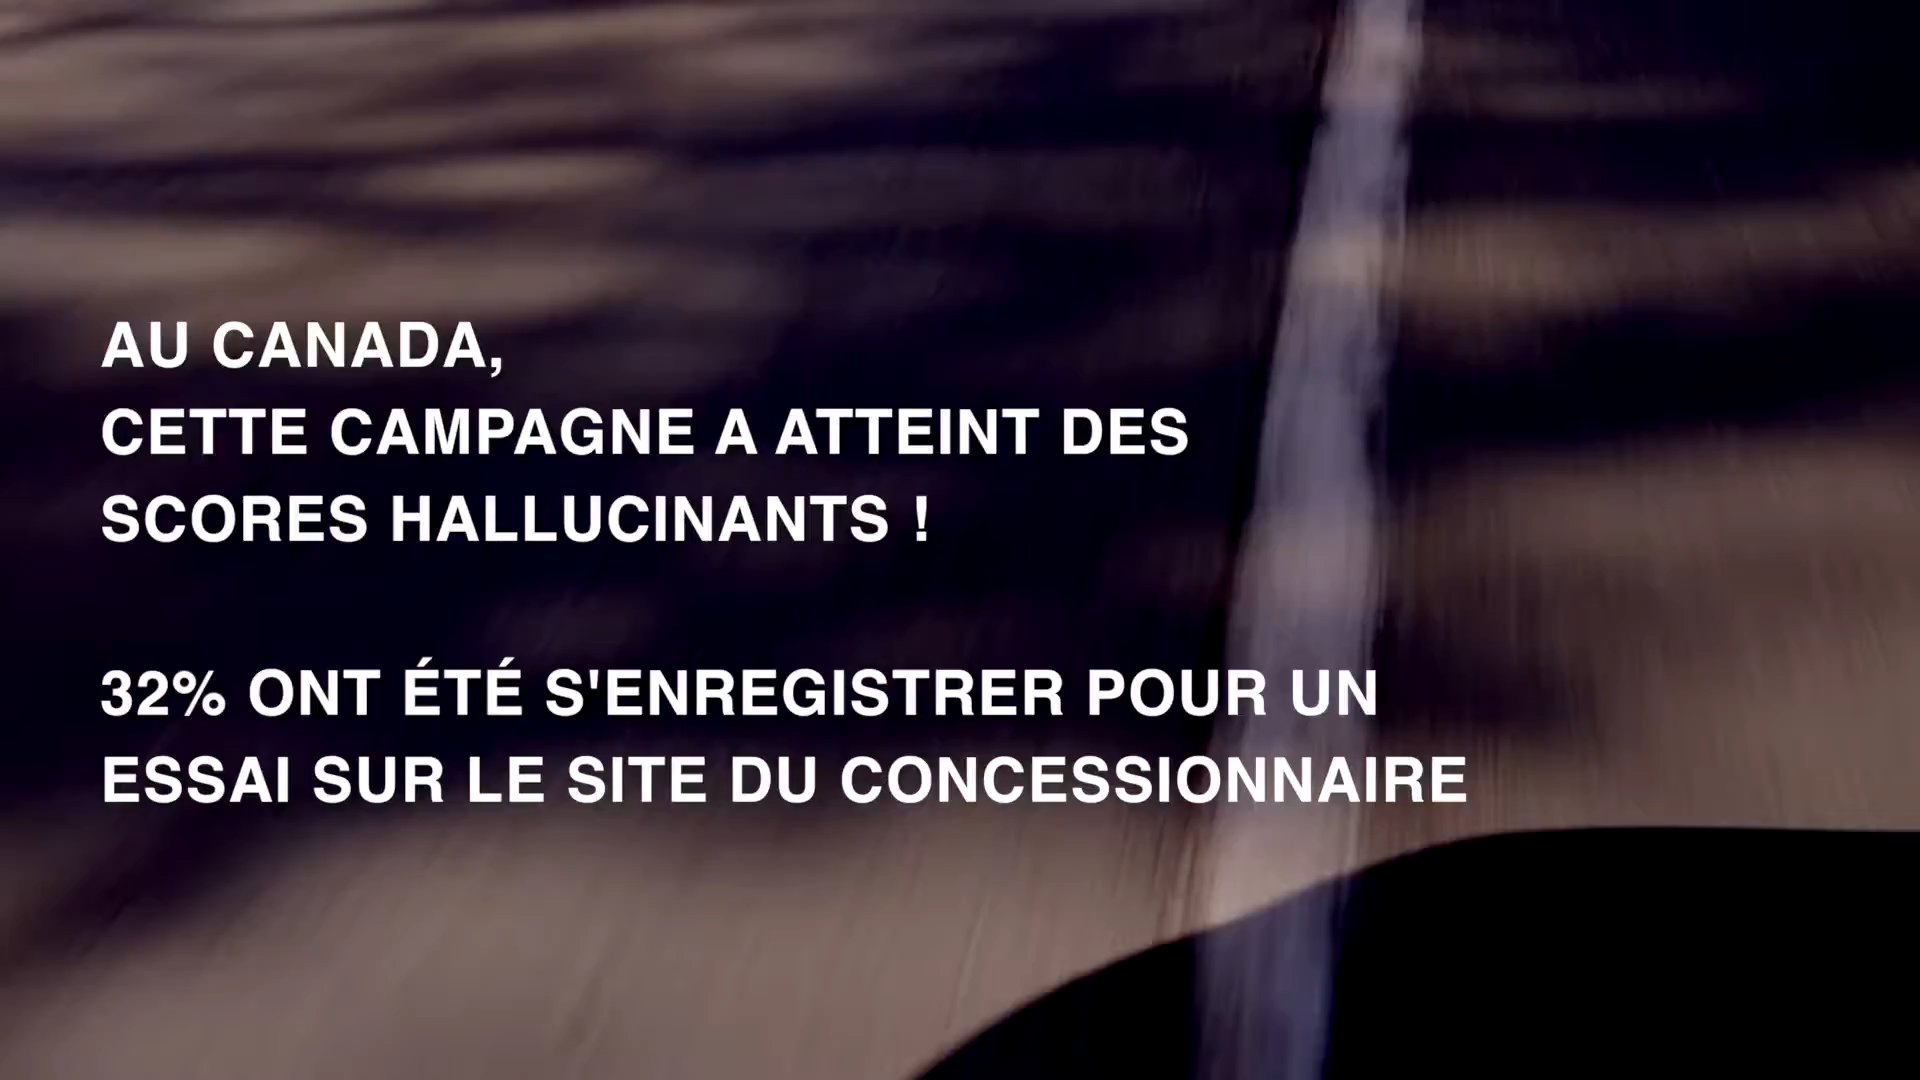 AU CANADA,
CETTE CAMPAGNE A ATTEINT DES
SCORES HALLUCINANTS !
32% ONT ÉTÉ S'ENREGISTRER POUR UN
ESSAI SUR LE SITE DU CONCESSIONNAIRE